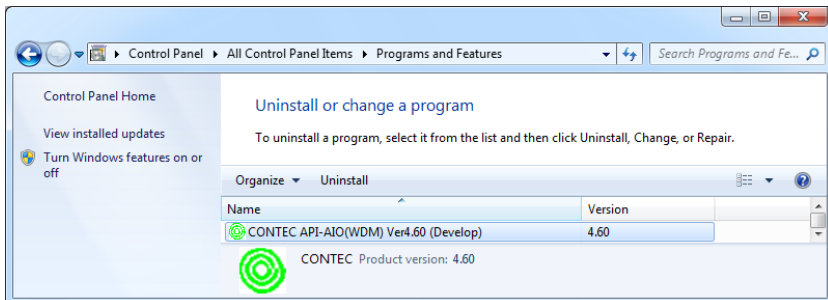 Control Panel All Control Panel Items Programs and Features Search Programs and Fe...
Control Panel Home
View installed updates
Turn Windows features on or
off
Uninstall or change a program
To uninstall a program, select it from the list and then click Uninstall, Change, or Repair.
Organize Uninstall
Name Version
CONTEC API-AIO(WDM) Ver4.60 (Develop) 4.60
CONTEC Product version: 4.60